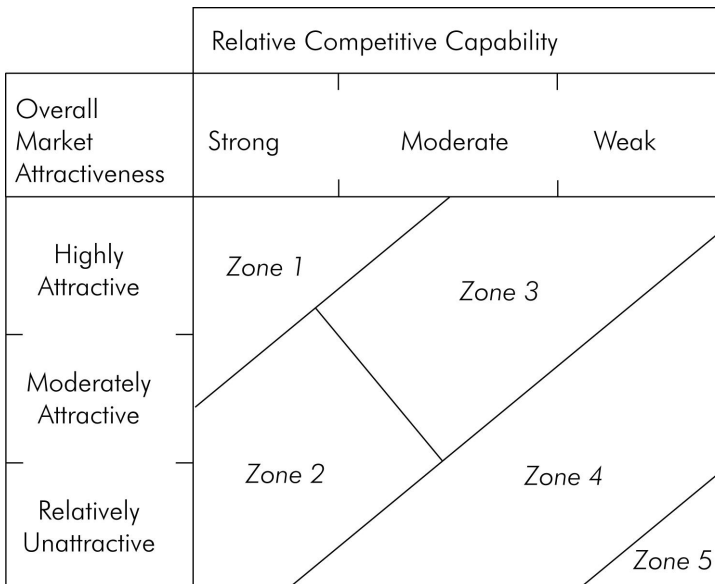 Relative Competitive Capability
Overall
Market
Attractiveness
Strong
Moderate
Weak
Highly
Attractive
Zone 1
Zone 3
Moderately
Attractive
Zone 2
Zone 4
Relatively
Unattractive
Zone 5